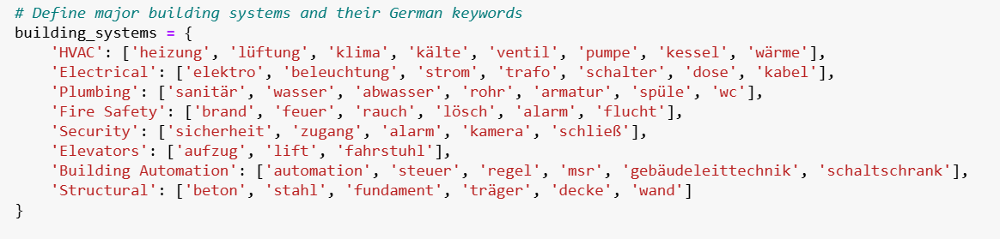 # Define major building systems and their German keywords
building_systems = {
    'HVAC': ['heizung', 'lüftung', 'klima', 'kälte', 'ventil', 'pumpe', 'kessel', 'wärme'],
    'Electrical': ['elektro', 'beleuchtung', 'strom', 'trafo', 'schalter', 'dose', 'kabel'],
    'Plumbing': ['sanitär', 'wasser', 'abwasser', 'rohr', 'armatur', 'spüle', 'wc'],
    'Fire Safety': ['brand', 'feuer', 'rauch', 'lösch', 'alarm', 'flucht'],
    'Security': ['sicherheit', 'zugang', 'alarm', 'kamera', 'schließ'],
    'Elevators': ['aufzug', 'lift', 'fahrstuhl'],
    'Building Automation': ['automation', 'steuer', 'regel', 'msr', 'gebäudeleittechnik', 'schaltschrank'],
    'Structural': ['beton', 'stahl', 'fundament', 'träger', 'decke', 'wand']
}